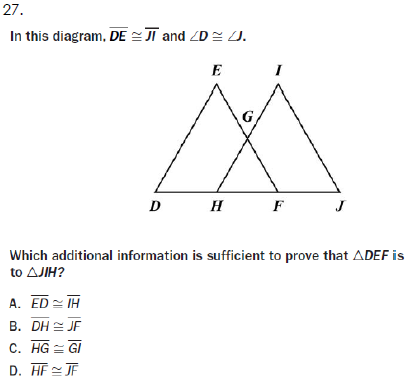 27.
In this diagram, DE ≅ JI and ∠D ≅ ∠J.
E I
G
D H F J
Which additional information is sufficient to prove that △DEF is
to △JIH?
A. ED ≅ IH
B. DH ≅ JF
C. HG ≅ GI
D. HF ≅ JF